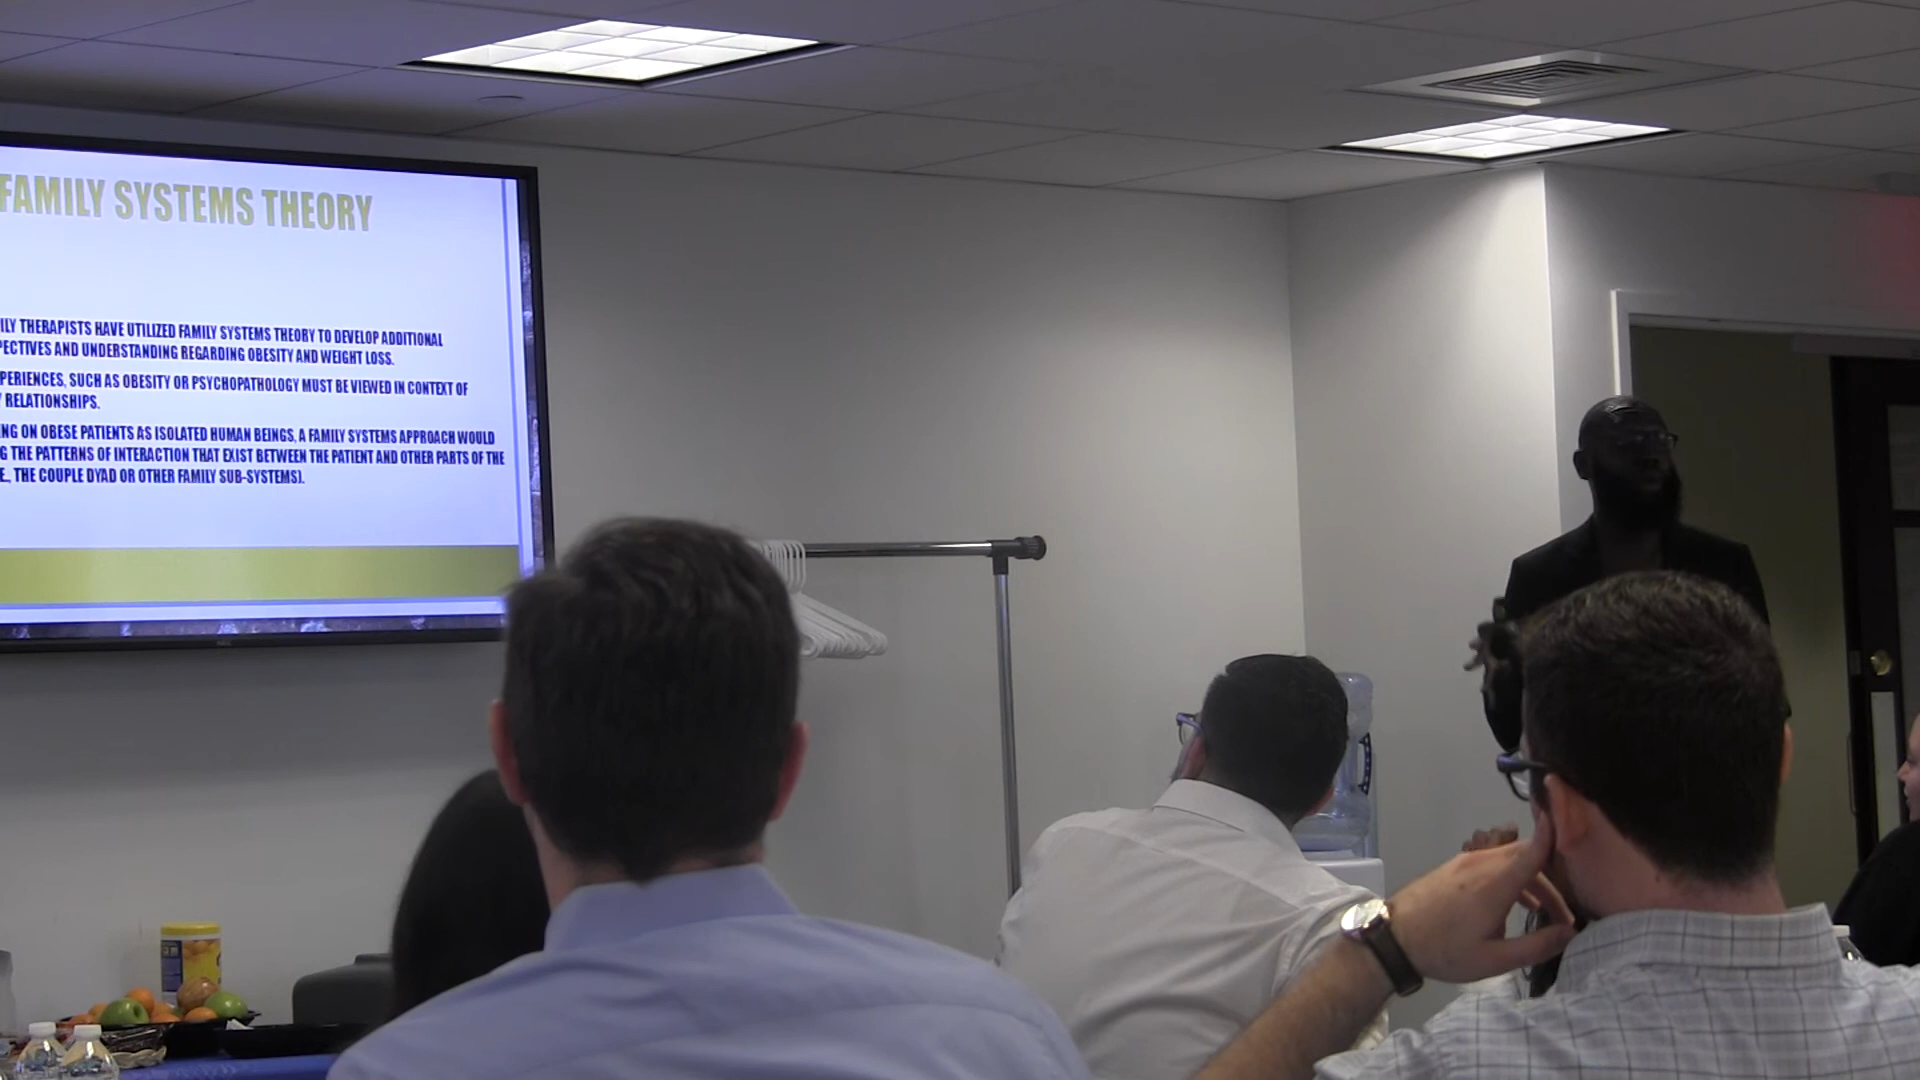 FAMILY SYSTEMS THEORY
ILY THERAPISTS HAVE UTILIZED FAMILY SYSTEMS THEORY TO DEVELOP ADDITIONAL
PECTIVES AND UNDERSTANDING REGARDING OBESITY AND WEIGHT LOSS.
PERIENCES, SUCH AS OBESITY OR PSYCHOPATHOLOGY MUST BE VIEWED IN CONTEXT OF
RELATIONSHIPS.
NG ON OBESE PATIENTS AS ISOLATED HUMAN BEINGS, A FAMILY SYSTEMS APPROACH WOULD
G THE PATTERNS OF INTERACTION THAT EXIST BETWEEN THE PATIENT AND OTHER PARTS OF THE
E., THE COUPLE DYAD OR OTHER FAMILY SUB-SYSTEMS).